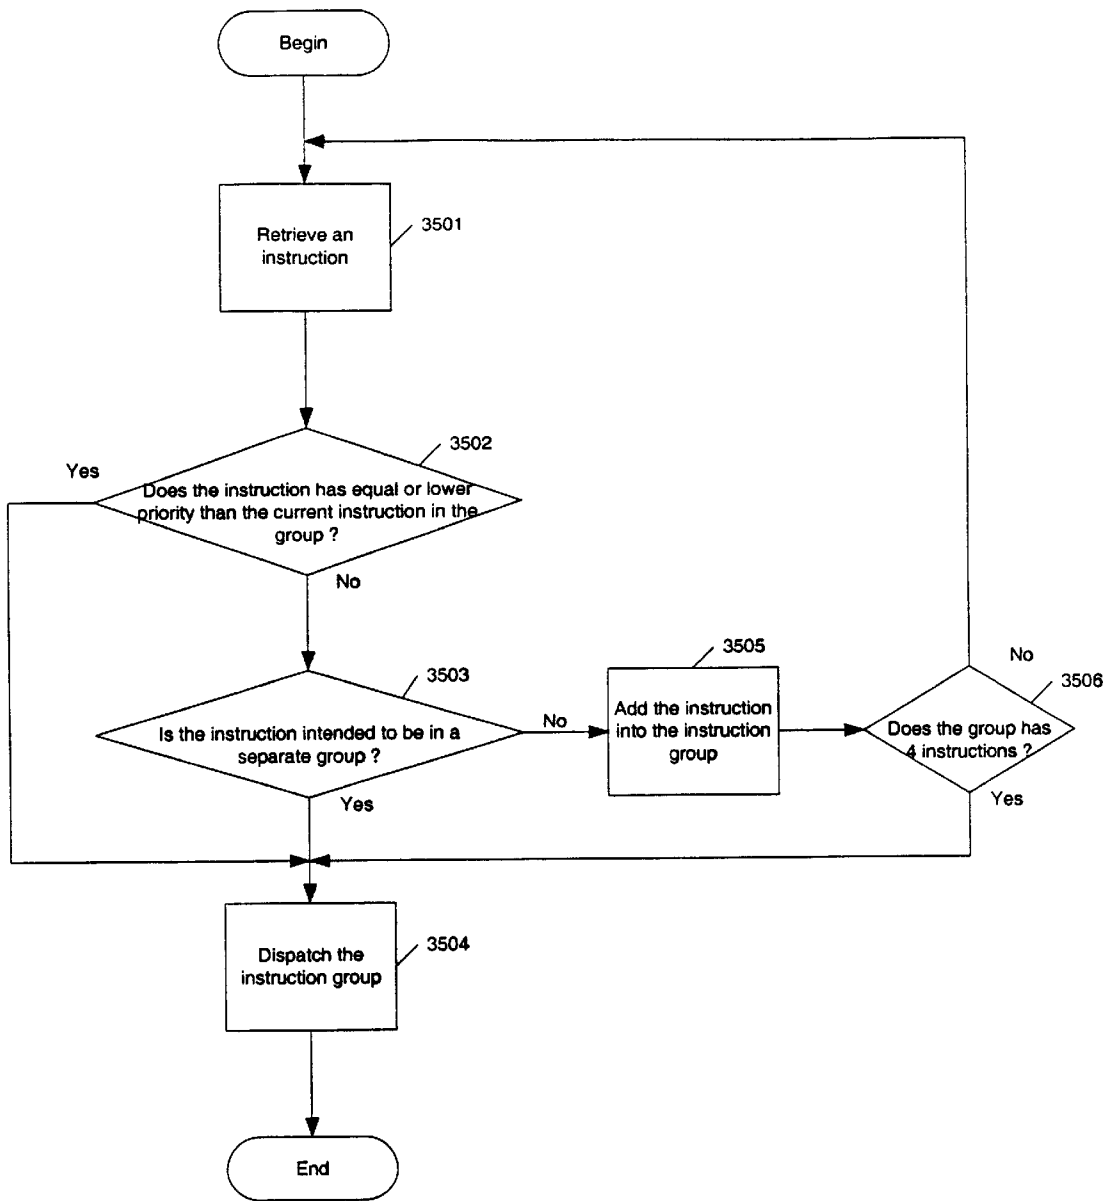 Begin
Retrieve an
instruction
3501
3502
Yes
Does the instruction has equal or lower
priority than the current instruction in the
group ?
No
3503
Is the instruction intended to be in a
separate group ?
No
Yes
3505
Add the instruction
into the instruction
group
No
3506
Does the group has
4 instructions ?
Yes
3504
Dispatch the
instruction group
End